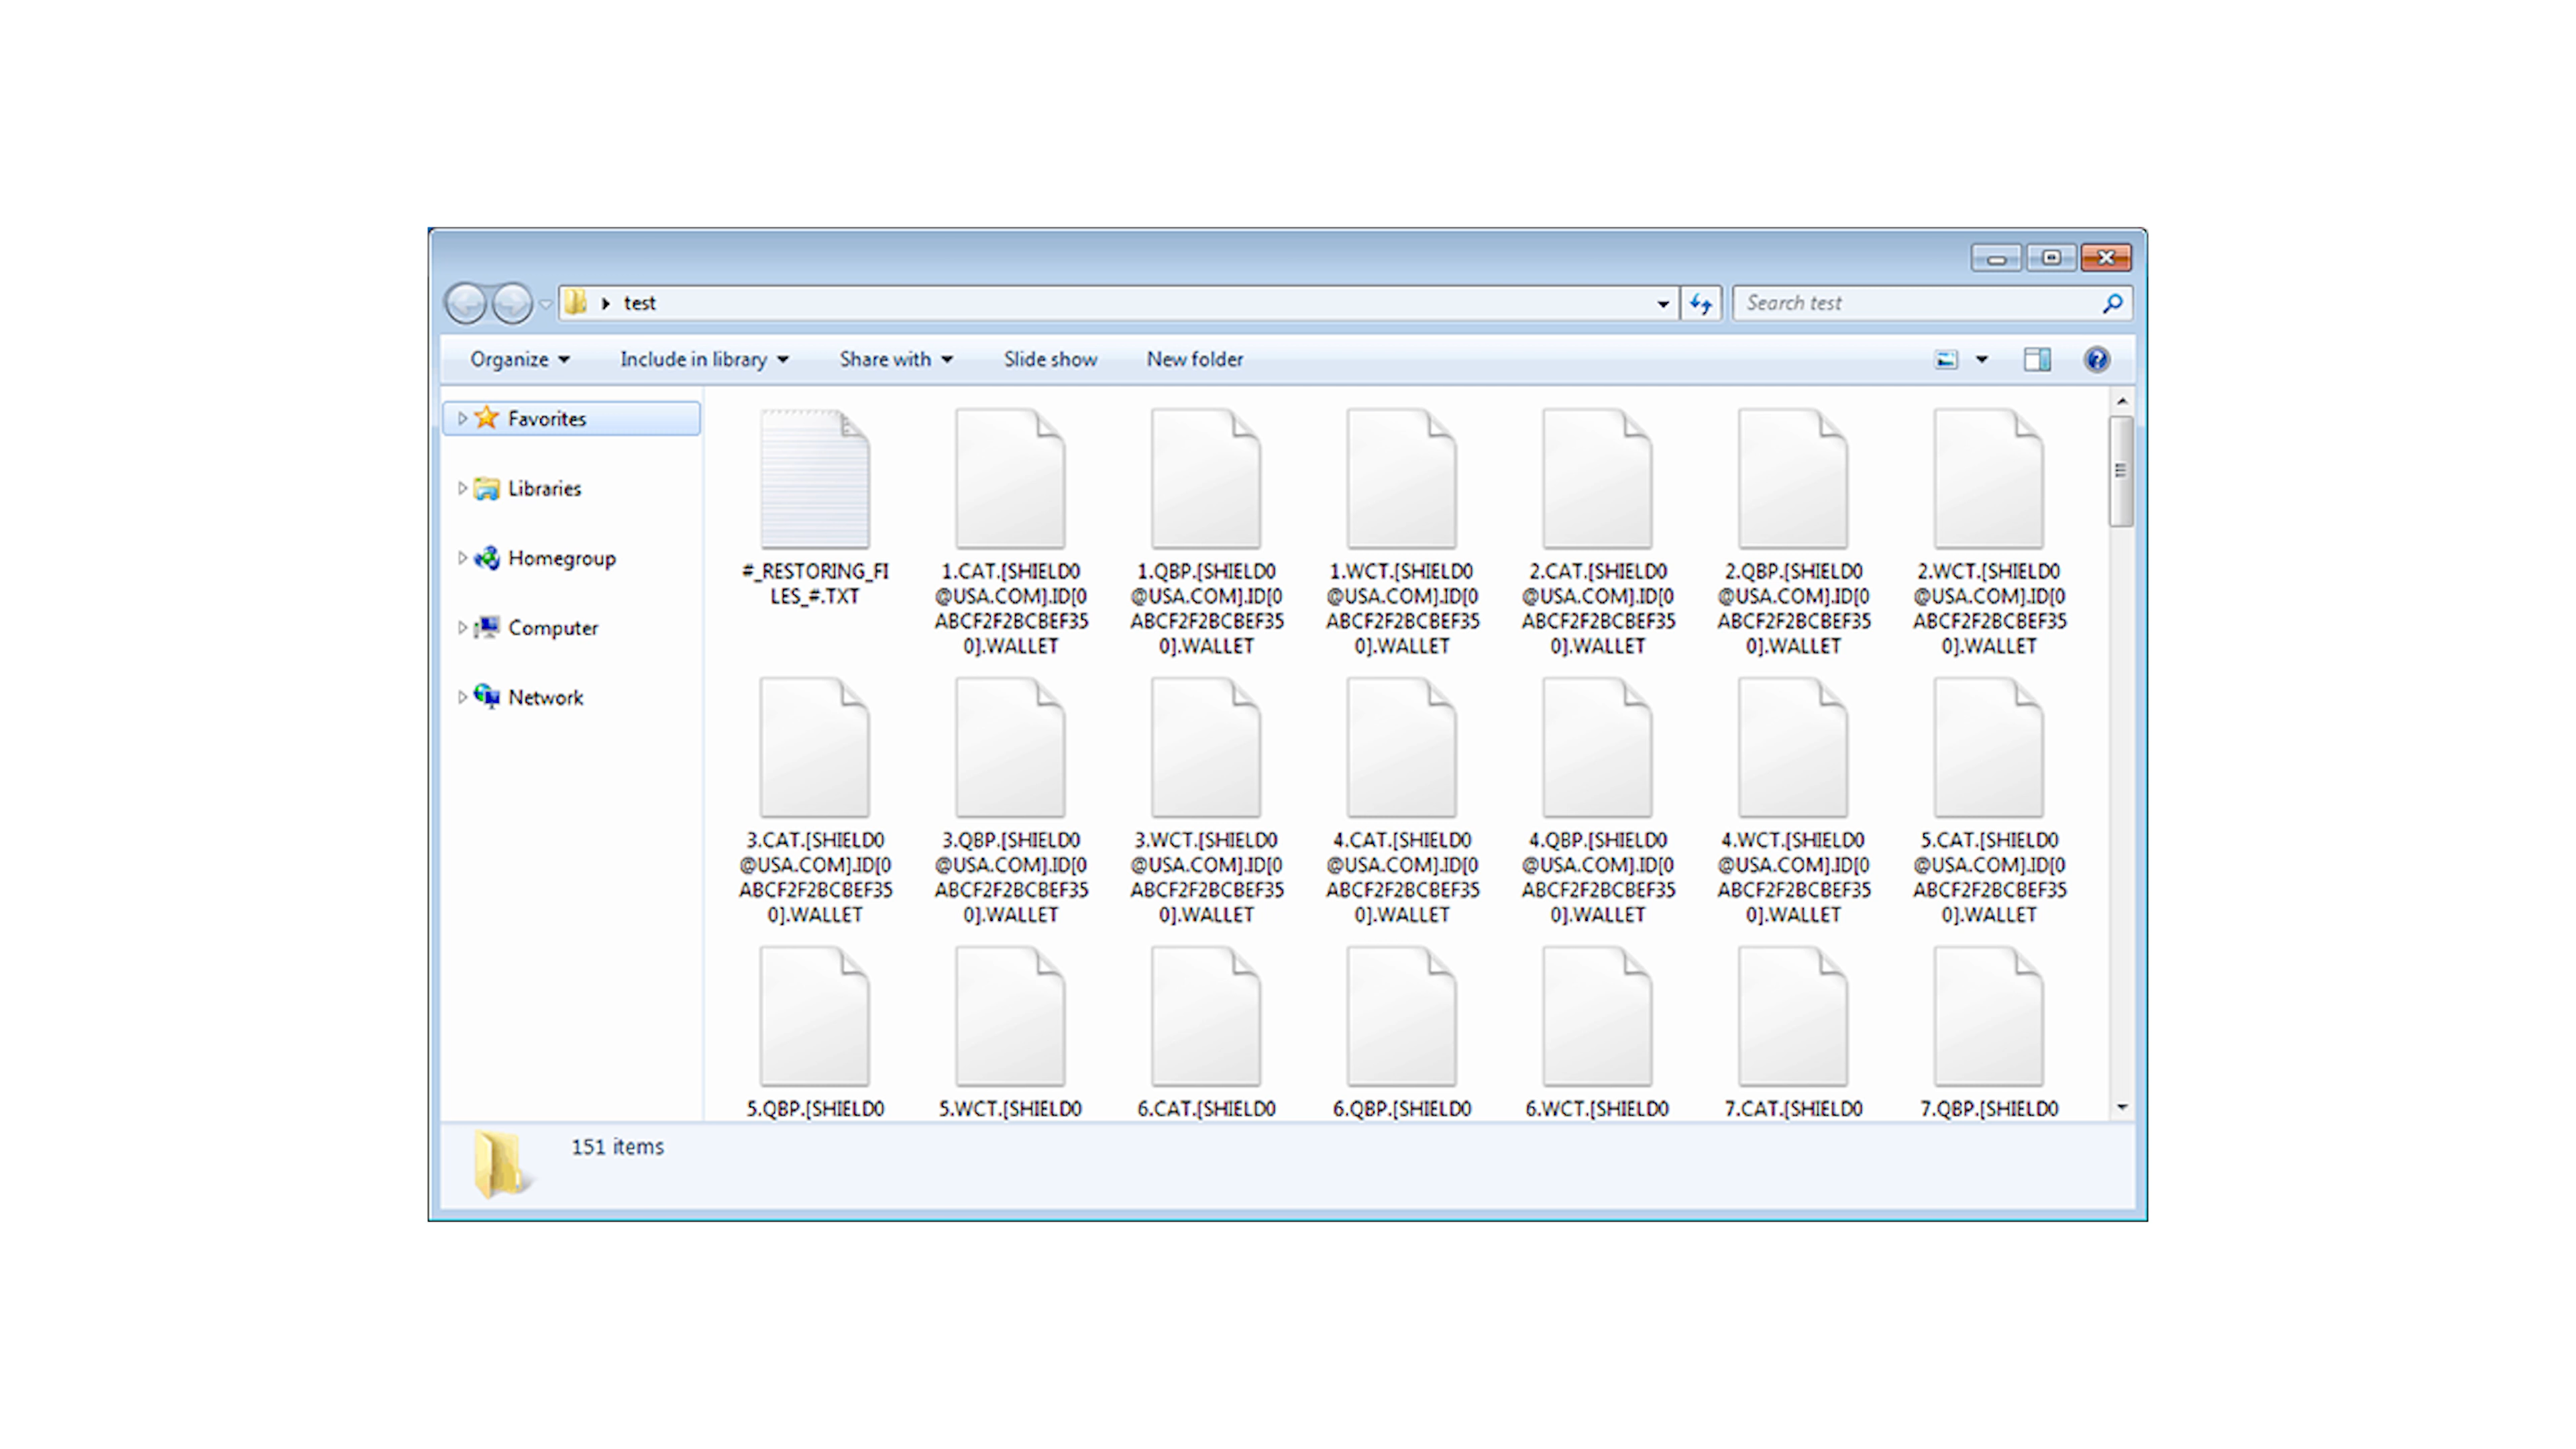 test
Search test
Organize
Include in library
Share with
Slide show
New folder
Favorites
Libraries
Homegroup
Computer
Network
#_RESTORING_FI
LES_#.TXT
1.CAT.[SHIELD0
@USA.COM].ID[0
ABCF2F2BCBEF35
0].WALLET
1.QBP.[SHIELD0
@USA.COM].ID[0
ABCF2F2BCBEF35
0].WALLET
1.WCT.[SHIELD0
@USA.COM].ID[0
ABCF2F2BCBEF35
0].WALLET
2.CAT.[SHIELD0
@USA.COM].ID[0
ABCF2F2BCBEF35
0].WALLET
2.QBP.[SHIELD0
@USA.COM].ID[0
ABCF2F2BCBEF35
0].WALLET
2.WCT.[SHIELD0
@USA.COM].ID[0
ABCF2F2BCBEF35
0].WALLET
3.CAT.[SHIELD0
@USA.COM].ID[0
ABCF2F2BCBEF35
0].WALLET
3.QBP.[SHIELD0
@USA.COM].ID[0
ABCF2F2BCBEF35
0].WALLET
3.WCT.[SHIELD0
@USA.COM].ID[0
ABCF2F2BCBEF35
0].WALLET
4.CAT.[SHIELD0
@USA.COM].ID[0
ABCF2F2BCBEF35
0].WALLET
4.QBP.[SHIELD0
@USA.COM].ID[0
ABCF2F2BCBEF35
0].WALLET
4.WCT.[SHIELD0
@USA.COM].ID[0
ABCF2F2BCBEF35
0].WALLET
5.CAT.[SHIELD0
@USA.COM].ID[0
ABCF2F2BCBEF35
0].WALLET
5.QBP.[SHIELD0
5.WCT.[SHIELD0
6.CAT.[SHIELD0
6.QBP.[SHIELD0
6.WCT.[SHIELD0
7.CAT.[SHIELD0
7.QBP.[SHIELD0
151 items